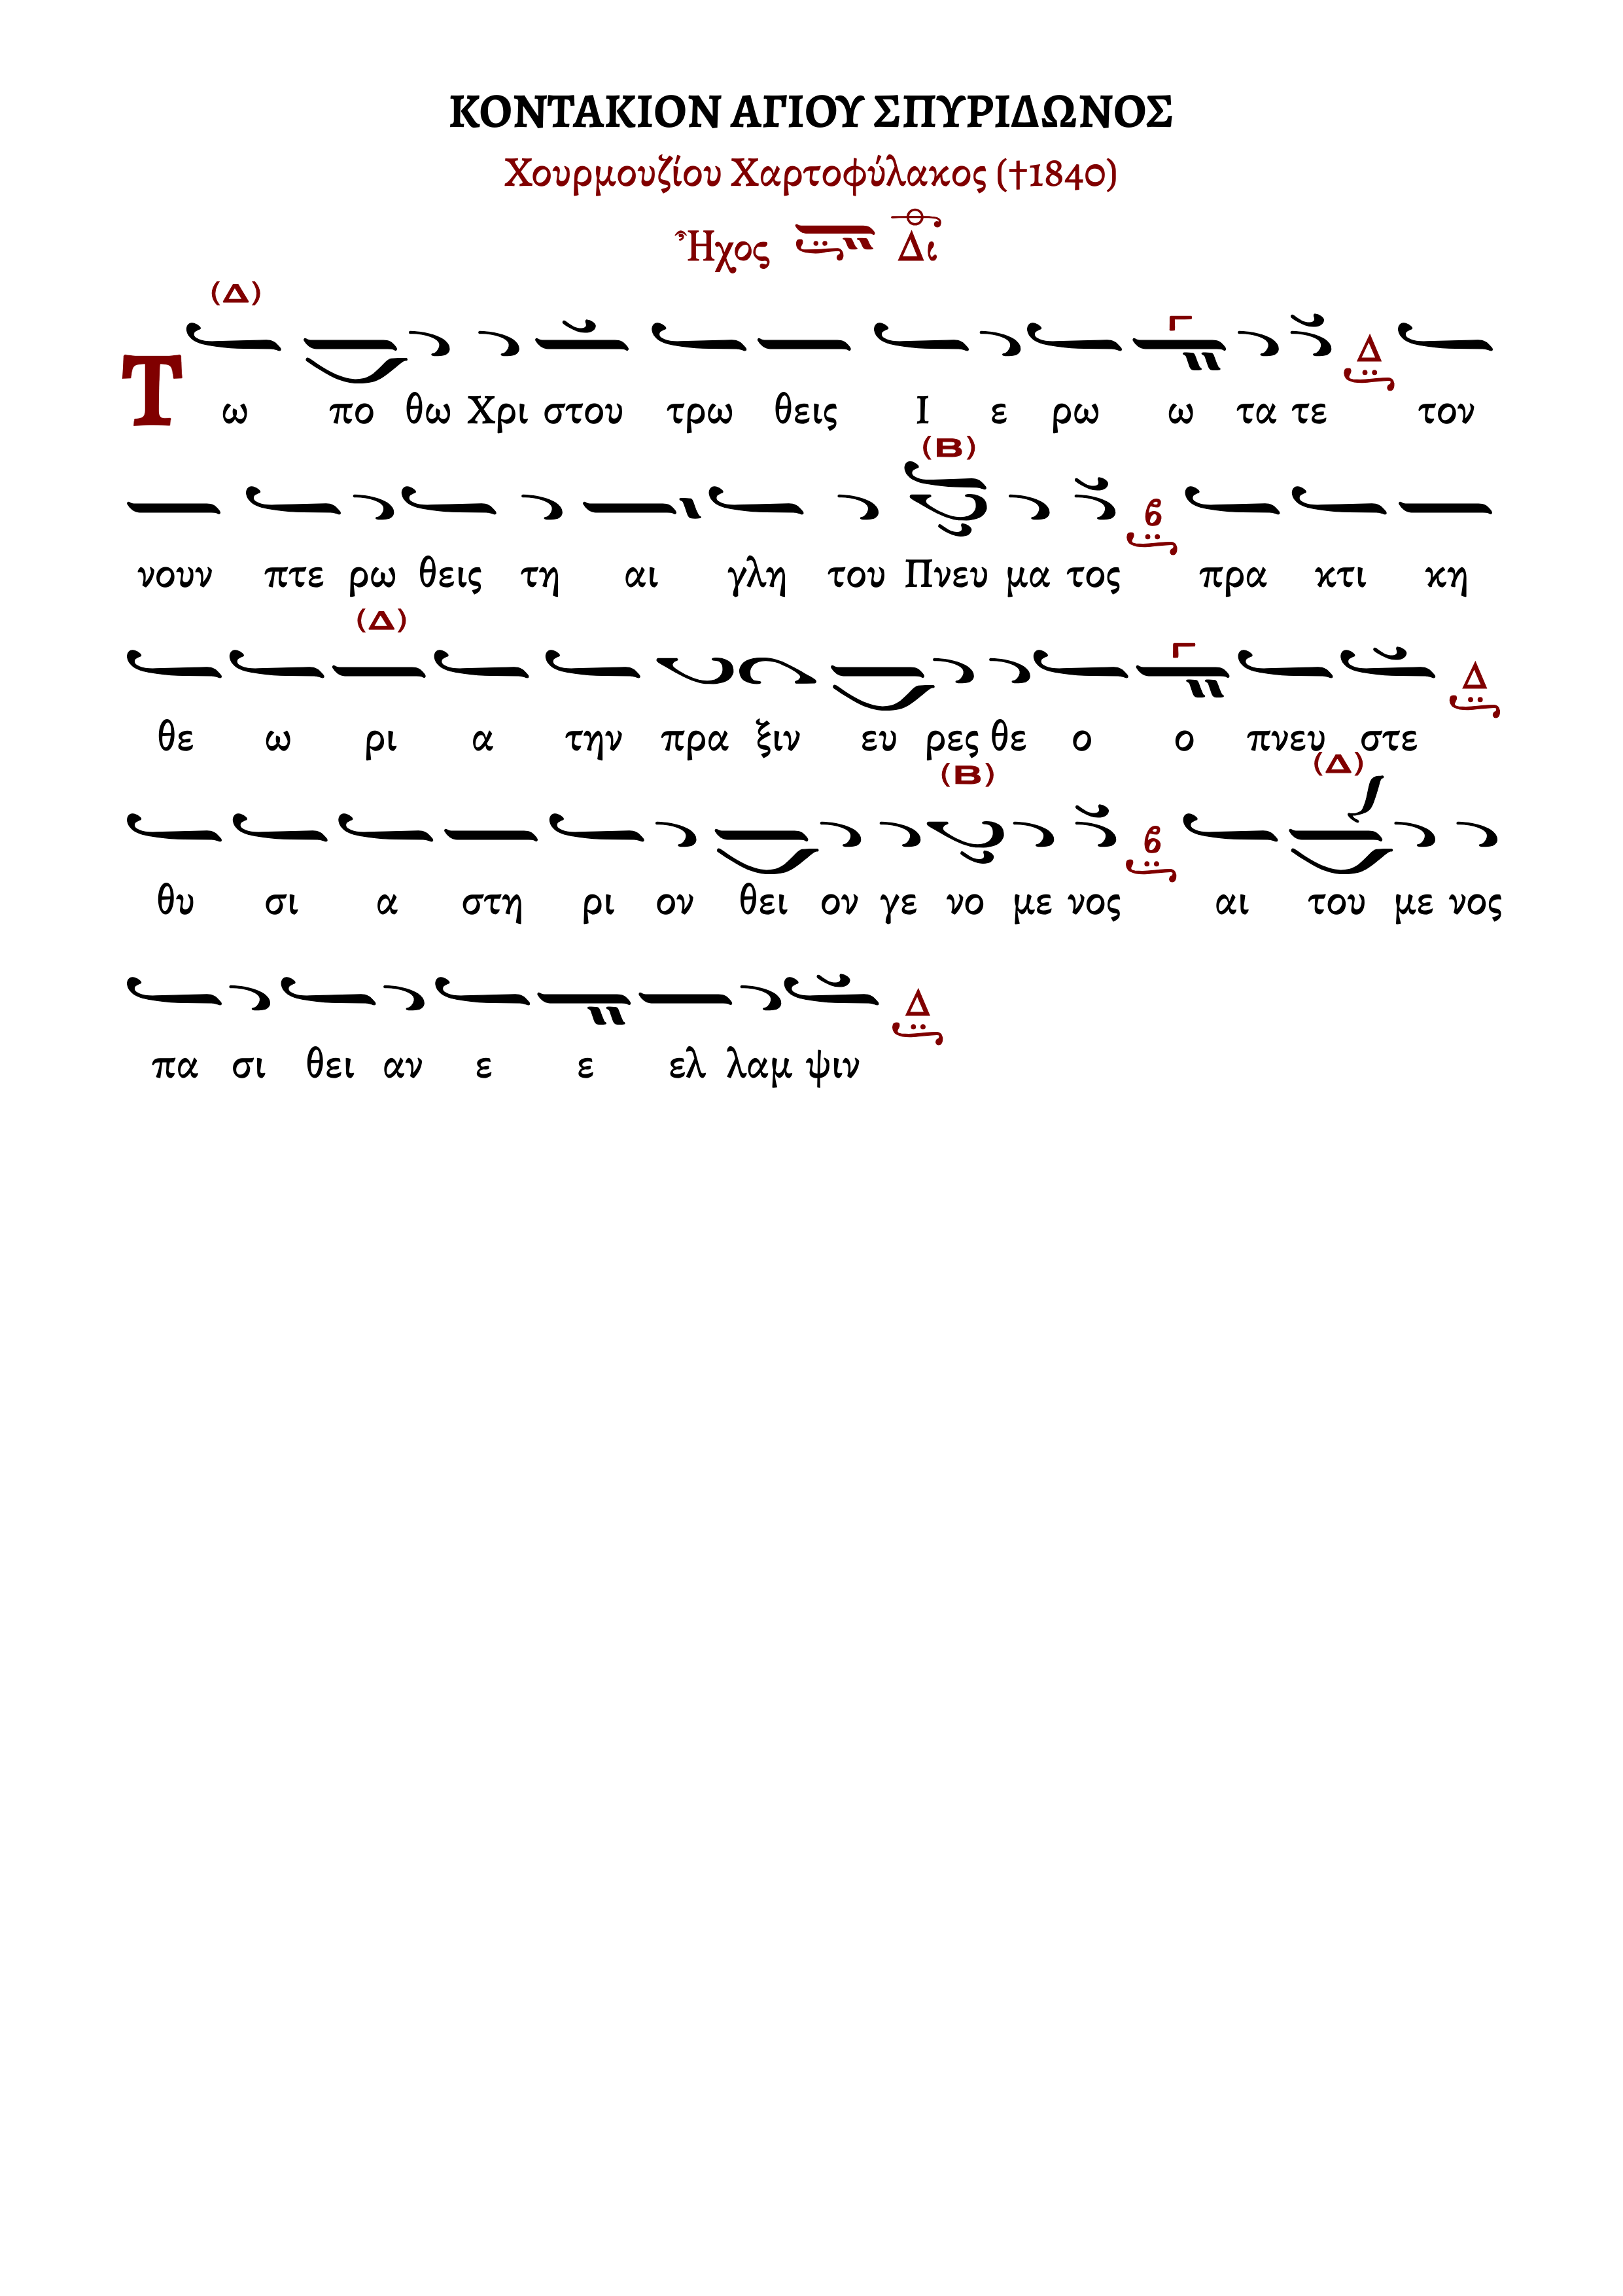 ΚΟΝΤΑΚΙΟΝ ΑΓΙΟΥ ΣΠΥΡΙΔΩΝΟΣ
Χουρμουζίου Χαρτοφύλακος (†1840)
Ἦχος Δι
(Δ)
Τ ω πο θω Χρι στου τρω θεις Ι ε ρω ω τα τε Δ τον
(Β)
νουν πτε ρω θεις τη αι γλη του Πνευ μα τος β πρα κτι κη
(Δ)
θε ω ρι α την πρα ξιν ευ ρες θε ο ο πνευ στε Δ
(Β) (Δ)
θυ σι α στη ρι ον θει ον γε νο με νος β αι του με νος
πα σι θει αν ε ε ελ λαμ ψιν Δ